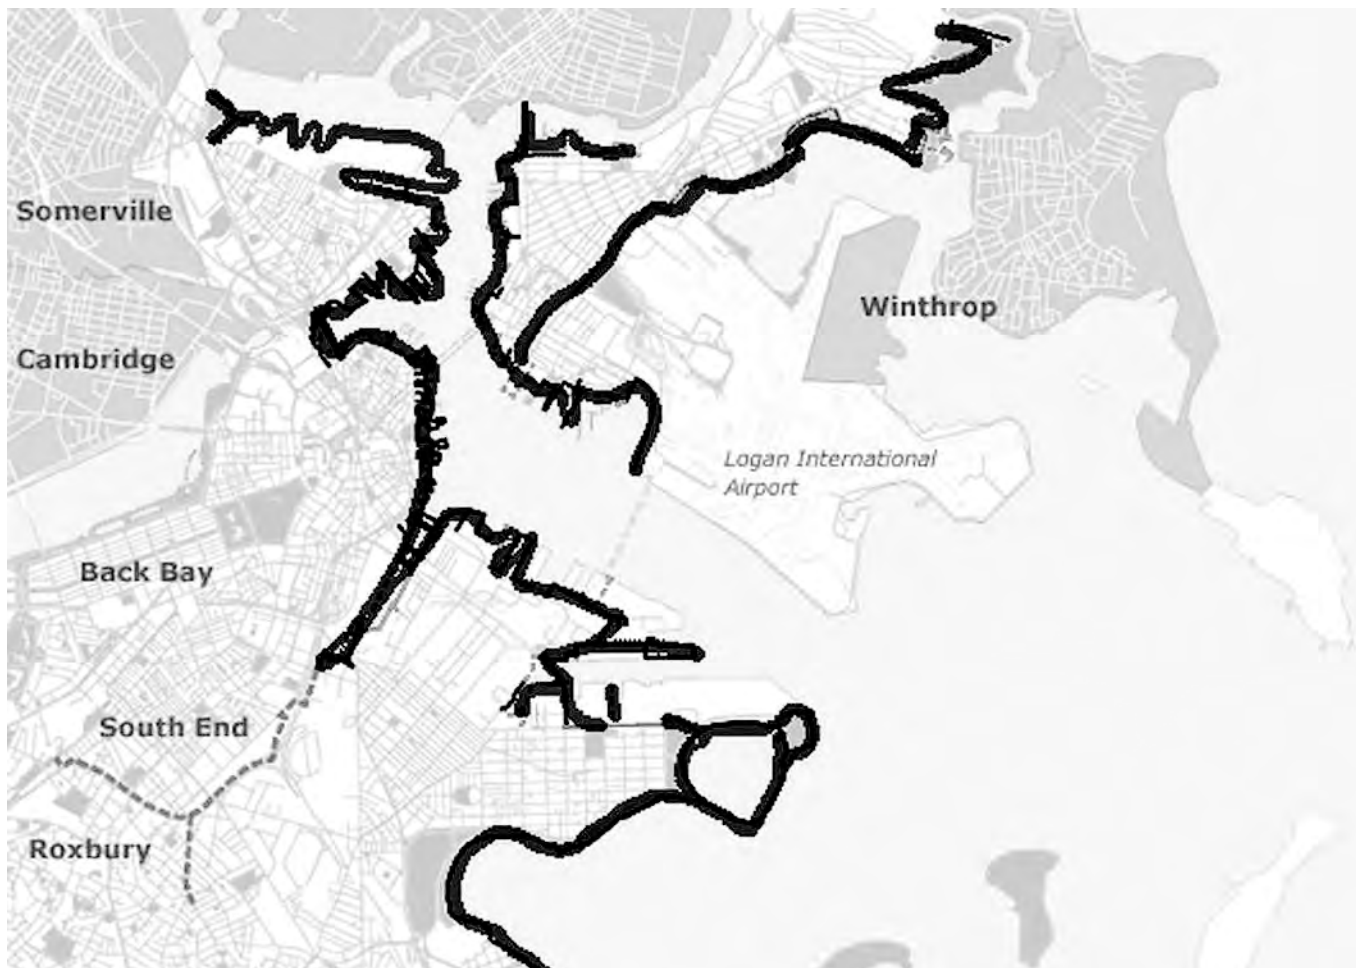 Somerville
Winthrop
Cambridge
Logan International
Airport
Back Bay
South End
Roxbury